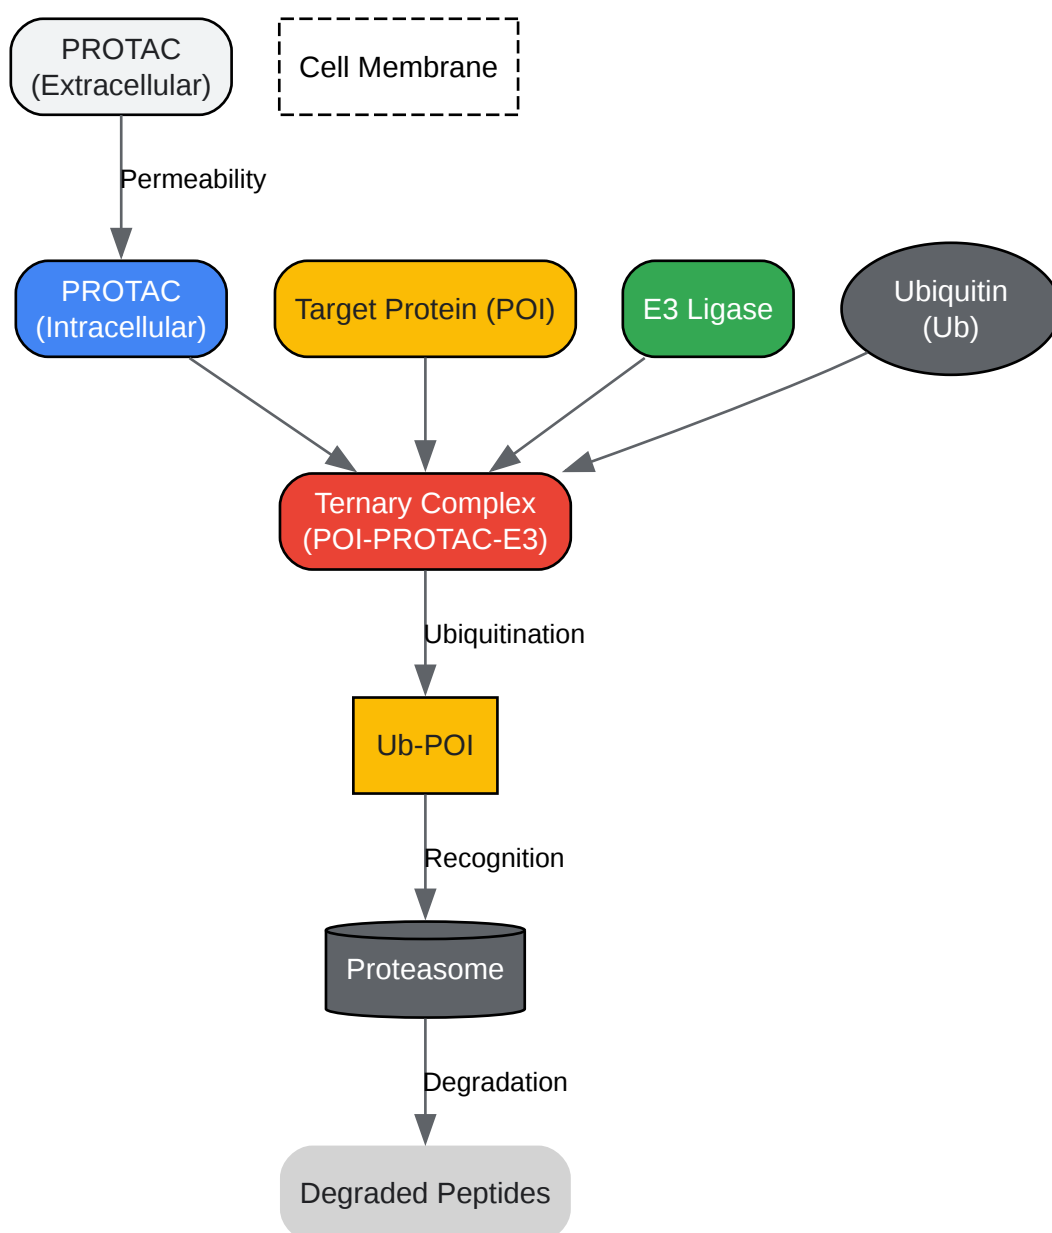 PROTAC
(Extracellular)
Cell Membrane
Permeability
PROTAC
(Intracellular)
Target Protein (POI)
E3 Ligase
Ubiquitin
(Ub)
Ternary Complex
(POI-PROTAC-E3)
Ubiquitination
Ub-POI
Recognition
Proteasome
Degradation
Degraded Peptides